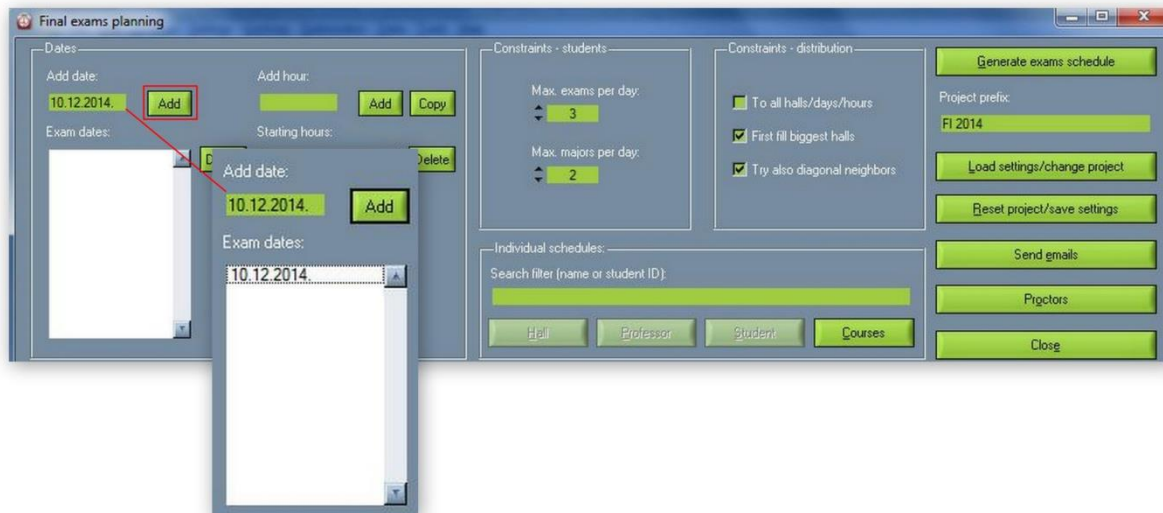 Final exams planning
Dates
Add date:
Add hour:
10.12.2014.
Add
Add
Copy
Exam dates:
Starting hours:
Delete
Add date:
10.12.2014.
Add
Exam dates:
10.12.2014.
Constraints - students
Max. exams per day:
3
Max. majors per day:
2
Constraints - distribution
To all halls/days/hours
First fill biggest halls
Try also diagonal neighbors
Individual schedules:
Search filter (name or student ID):
Hall
Professor
Student
Courses
Generate exams schedule
Project prefix:
FI 2014
Load settings/change project
Reset project/save settings
Send emails
Proctors
Close